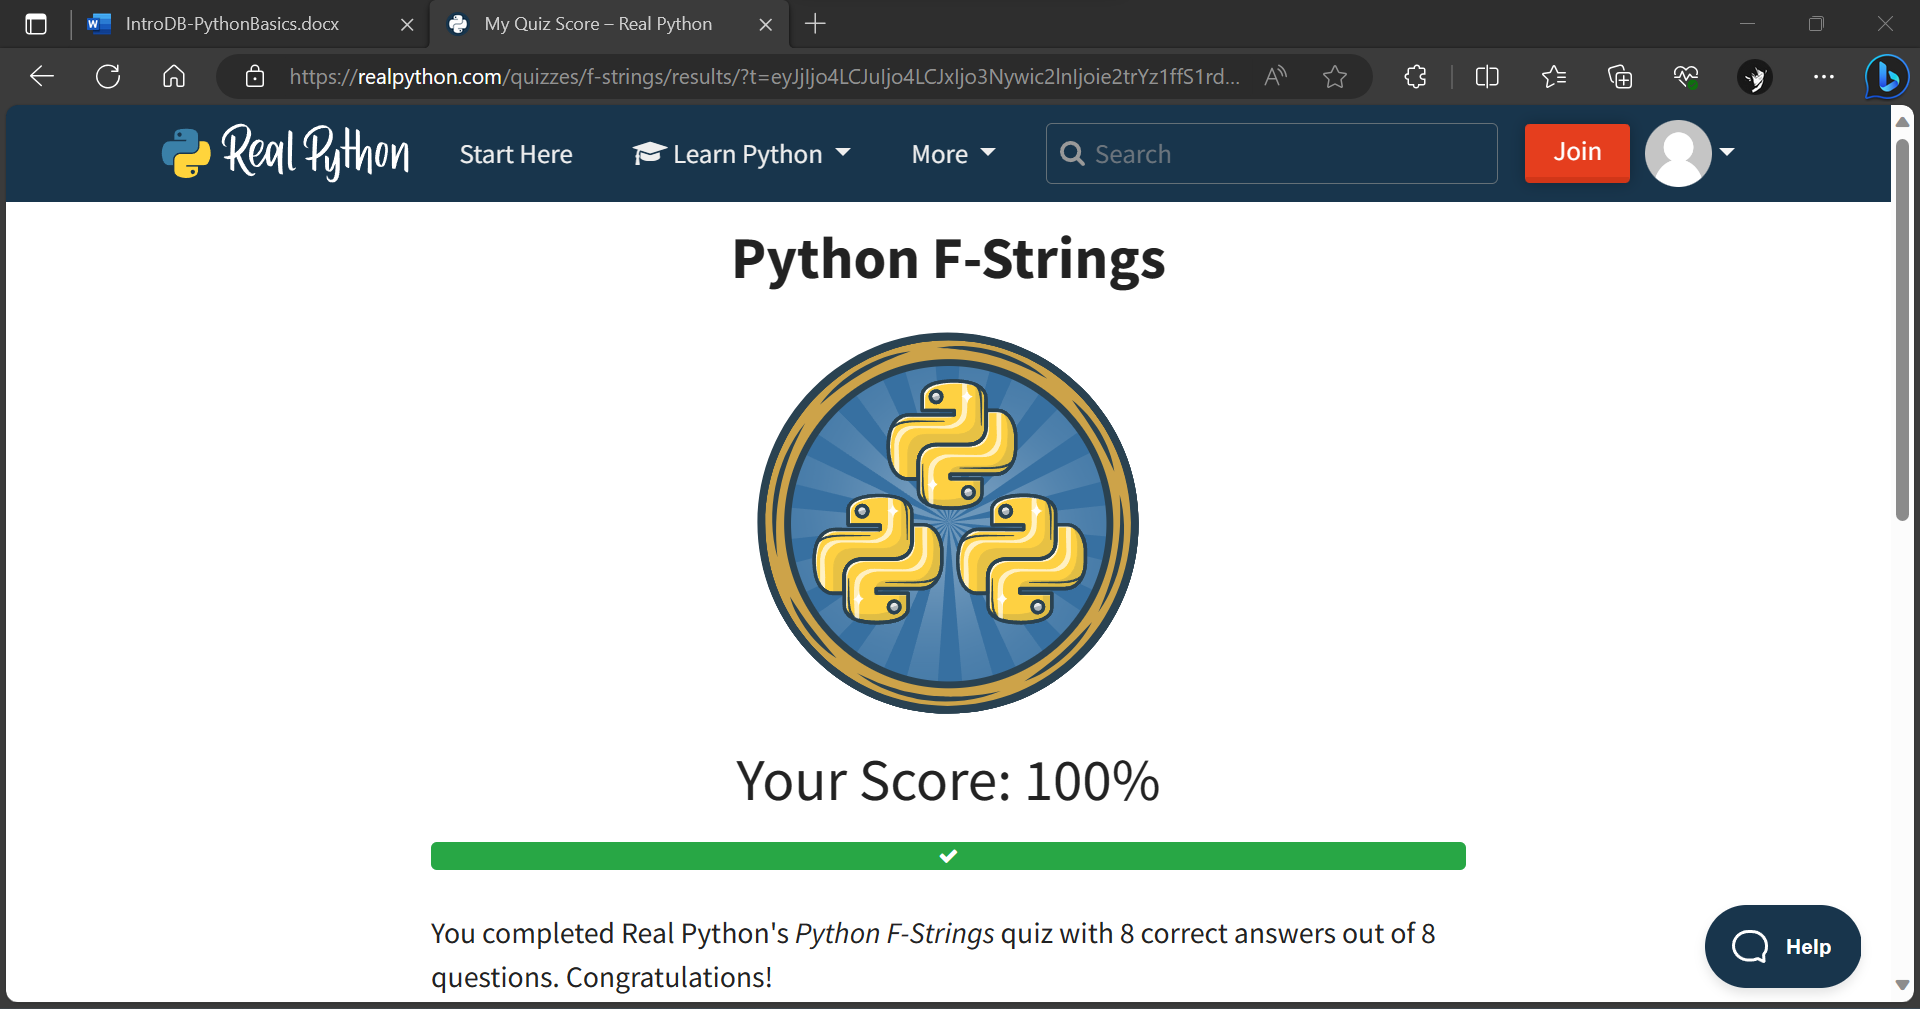 IntroDB-PythonBasics.docx
My Quiz Score – Real Python
https://realpython.com/quizzes/f-strings/results/?t=eyJjIjo4LCJuIjo4LCJxIjo3Nywic2lnIjoie2trYz1ffS1rd...
Real Python
Start Here
Learn Python
More
Search
Join
Python F-Strings
Your Score: 100%
You completed Real Python's Python F-Strings quiz with 8 correct answers out of 8
questions. Congratulations!
Help